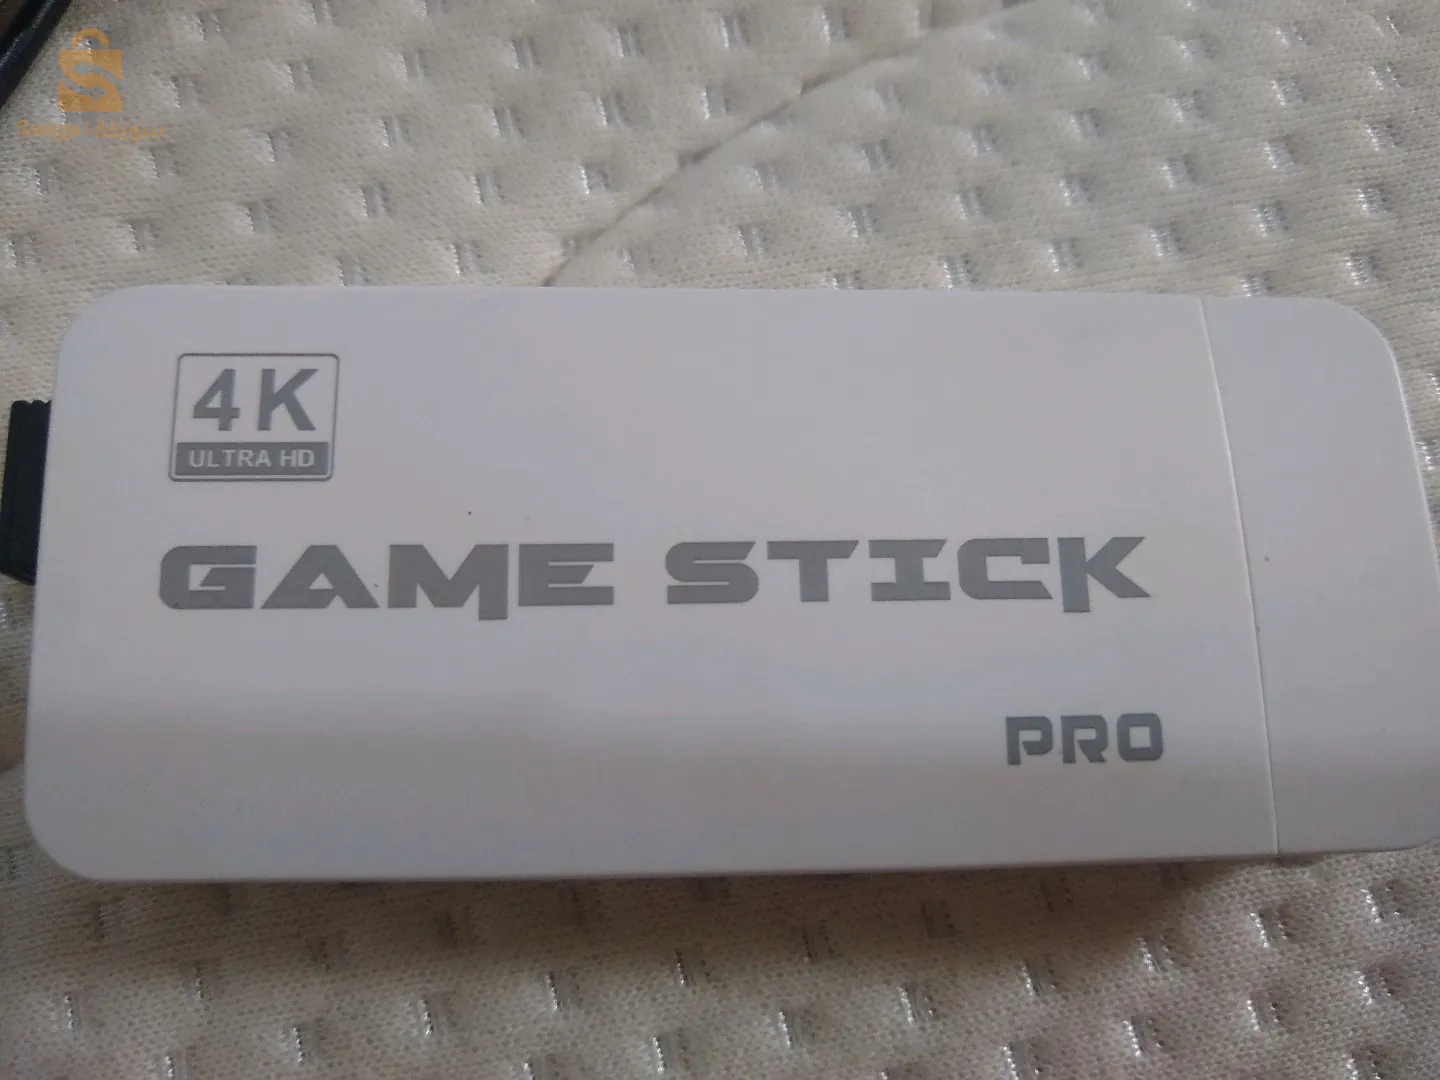 4K
ULTRA HD
GAME STICK
PRO